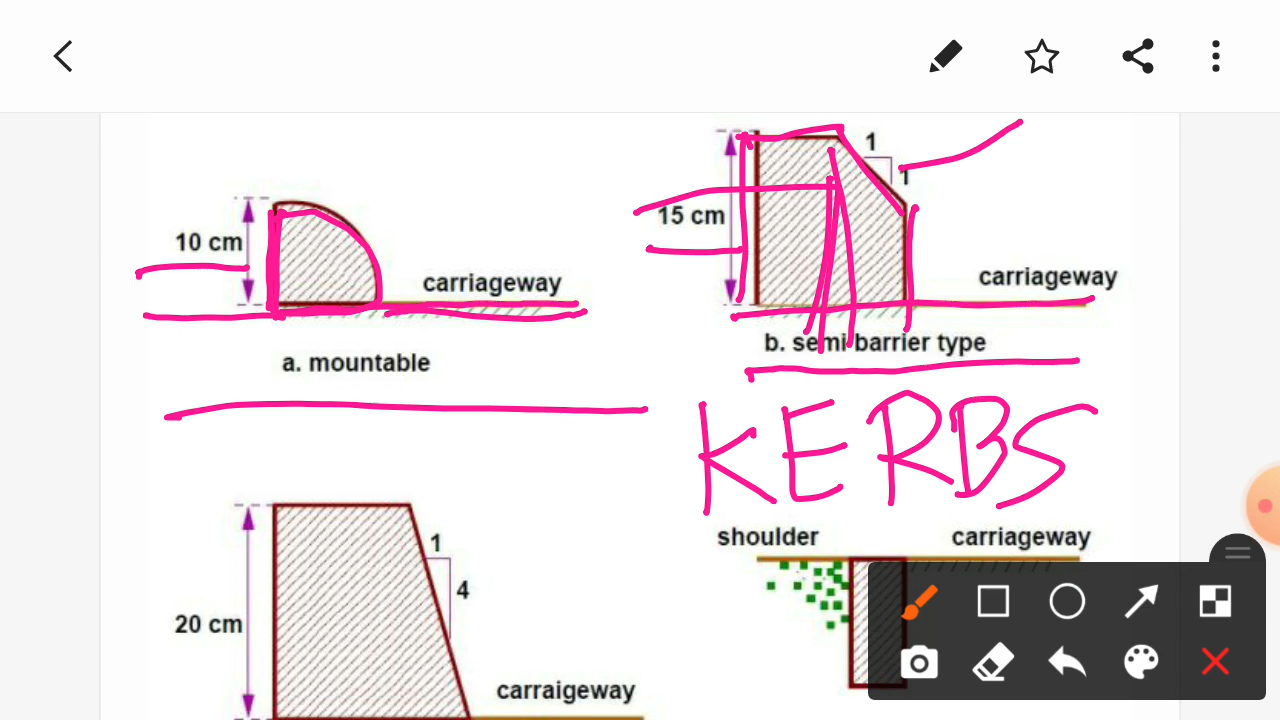 1
1
15 cm
10 cm
carriageway
carriageway
b. semi barrier type
a. mountable
KERBS
shoulder
carriageway
1
4
20 cm
carraigeway